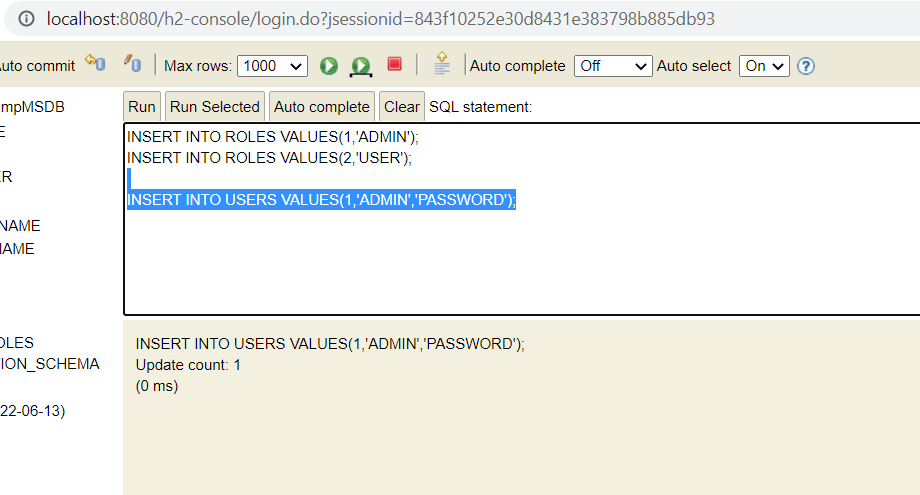 localhost:8080/h2-console/login.do?jsessionid=843f10252e30d8431e383798b885db93
uto commit Max rows: 1000 Auto complete Off Auto select On ?
mpMSDB
Run Run Selected Auto complete Clear SQL statement:
E
R
NAME
AME
INSERT INTO ROLES VALUES(1,'ADMIN');
INSERT INTO ROLES VALUES(2,'USER');
INSERT INTO USERS VALUES(1,'ADMIN','PASSWORD');
OLES
ION_SCHEMA
22-06-13)
INSERT INTO USERS VALUES(1,'ADMIN','PASSWORD');
Update count: 1
(0 ms)